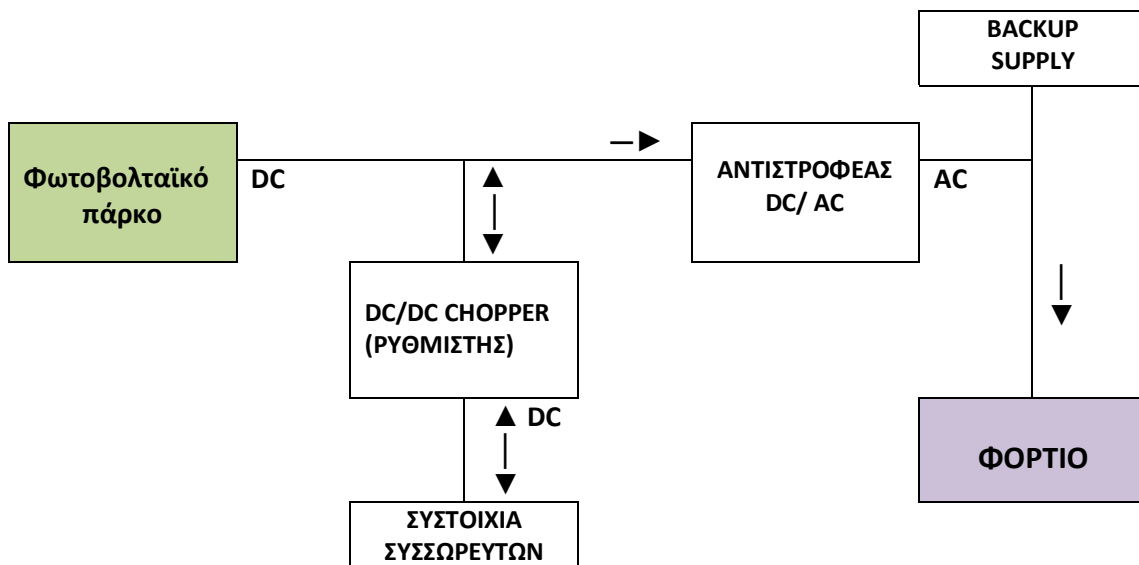 BACKUP
SUPPLY
Φωτοβολταϊκό
πάρκο
DC
ΑΝΤΙΣΤΡΟΦΕΑΣ
DC/ AC
AC
DC/DC CHOPPER
(ΡΥΘΜΙΣΤΗΣ)
DC
ΦΟΡΤΙΟ
ΣΥΣΤΟΙΧΙΑ
ΣΥΣΣΩΡΕΥΤΩΝ